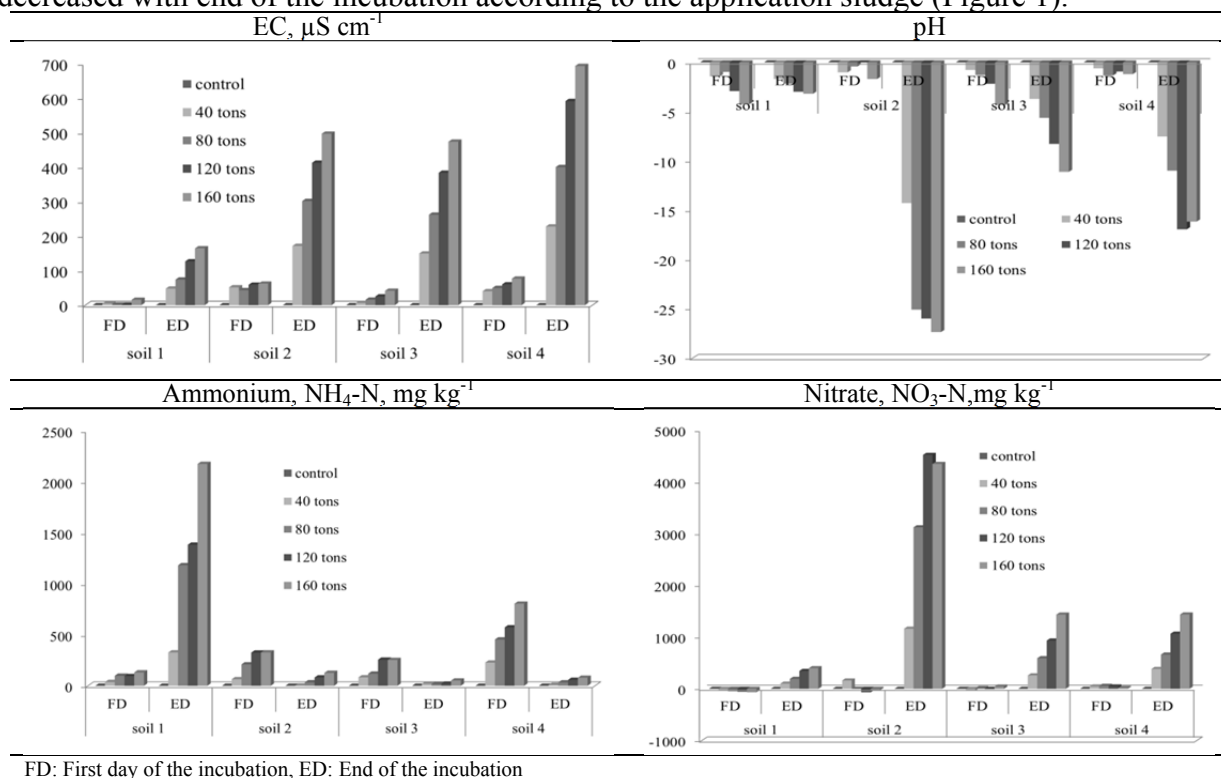 decreased with end of the incubation according to the application sludge (Figure 1).
EC, µS cm-1
pH
700
600
500
400
300
200
100
0
control
40 tons
80 tons
120 tons
160 tons
FD ED FD ED FD ED FD ED
soil 1 soil 2 soil 3 soil 4
0
-5
-10
-15
-20
-25
-30
FD ED FD ED FD ED FD ED
soil 1 soil 2 soil 3 soil 4
control 40 tons
80 tons 120 tons
160 tons
Ammonium, NH4-N, mg kg-1
Nitrate, NO3-N,mg kg-1
2500
2000
1500
1000
500
0
control
40 tons
80 tons
120 tons
160 tons
FD ED FD ED FD ED FD ED
soil 1 soil 2 soil 3 soil 4
5000
4000
3000
2000
1000
0
-1000
control
40 tons
80 tons
120 tons
160 tons
FD ED FD ED FD ED FD ED
soil 1 soil 2 soil 3 soil 4
FD: First day of the incubation, ED: End of the incubation